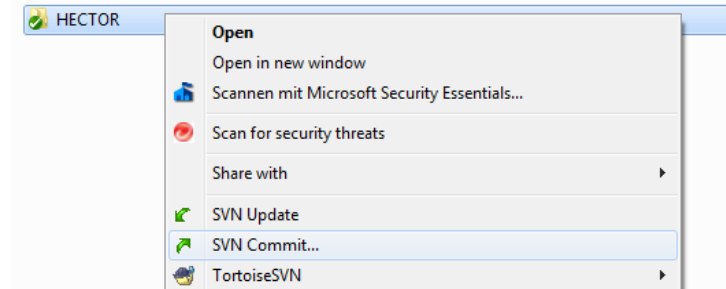 HECTOR
Open
Open in new window
Scannen mit Microsoft Security Essentials...
Scan for security threats
Share with
SVN Update
SVN Commit...
TortoiseSVN